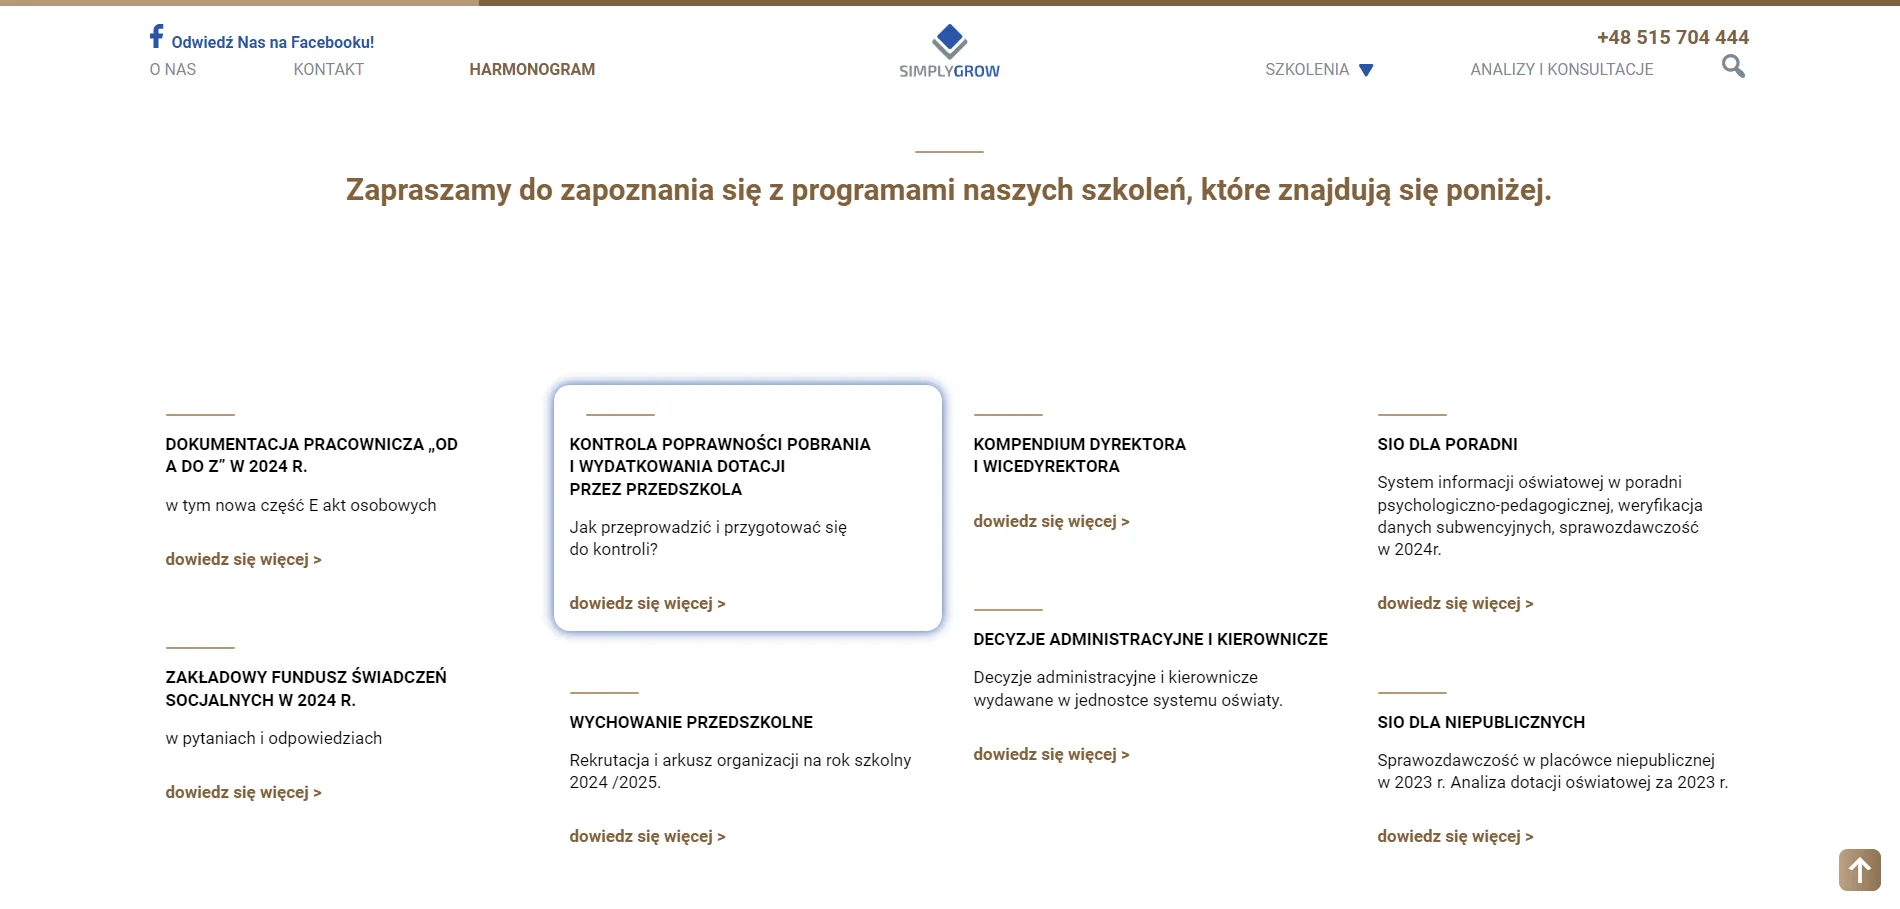 Odwiedź Nas na Facebooku!
O NAS
KONTAKT
HARMONOGRAM
SIMPLYGROW
+48 515 704 444
SZKOLENIA
ANALIZY I KONSULTACJE
Zapraszamy do zapoznania się z programami naszych szkoleń, które znajdują się poniżej.
DOKUMENTACJA PRACOWNICZA „OD
A DO Z” W 2024 R.
w tym nowa część E akt osobowych
dowiedz się więcej >
ZAKŁADOWY FUNDUSZ ŚWIADCZEŃ
SOCJALNYCH W 2024 R.
w pytaniach i odpowiedziach
dowiedz się więcej >
KONTROLA POPRAWNOŚCI POBRANIA
I WYDATKOWANIA DOTACJI
PRZEZ PRZEDSZKOLA
Jak przeprowadzić i przygotować się
do kontroli?
dowiedz się więcej >
WYCHOWANIE PRZEDSZKOLNE
Rekrutacja i arkusz organizacji na rok szkolny
2024 /2025.
dowiedz się więcej >
KOMPENDIUM DYREKTORA
I WICEDYREKTORA
dowiedz się więcej >
DECYZJE ADMINISTRACYJNE I KIEROWNICZE
Decyzje administracyjne i kierownicze
wydawane w jednostce systemu oświaty.
dowiedz się więcej >
SIO DLA PORADNI
System informacji oświatowej w poradni
psychologiczno-pedagogicznej, weryfikacja
danych subwencyjnych, sprawozdawczość
w 2024r.
dowiedz się więcej >
SIO DLA NIEPUBLICZNYCH
Sprawozdawczość w placówce niepublicznej
w 2023 r. Analiza dotacji oświatowej za 2023 r.
dowiedz się więcej >